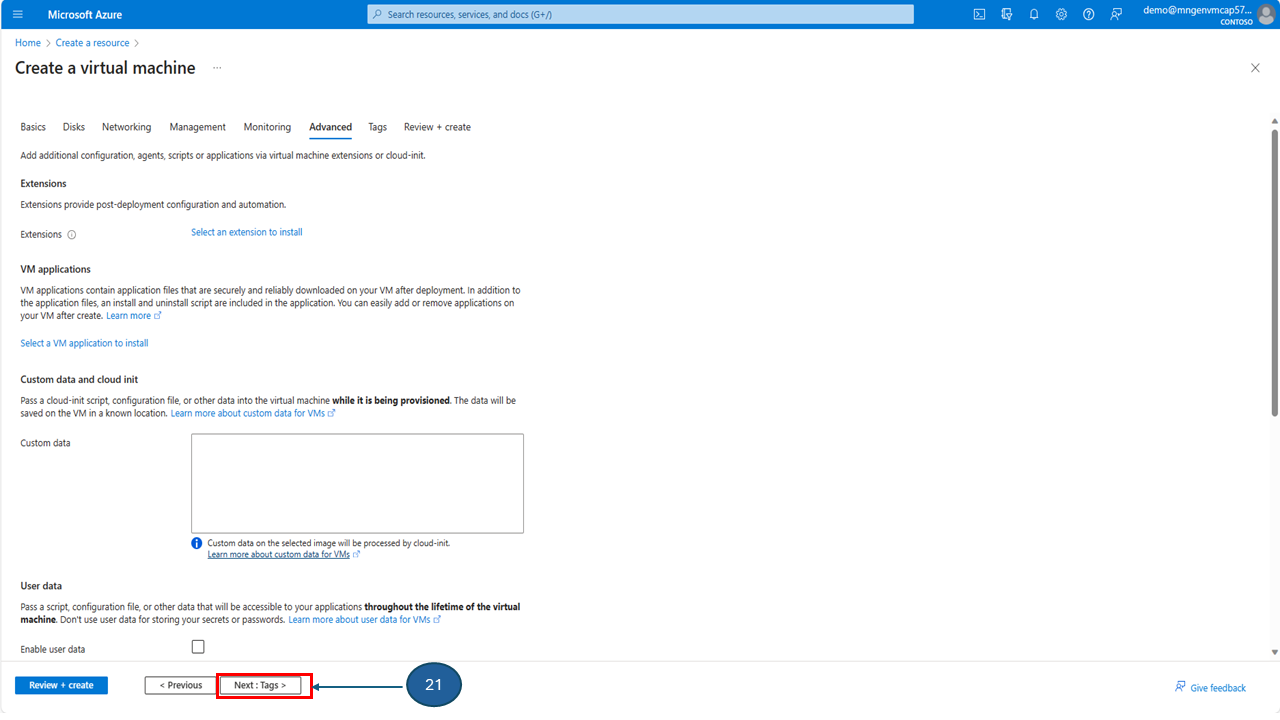 Microsoft Azure
Search resources, services, and docs (G+/)
demo@mngenvmcap57...
CONTOSO
Home > Create a resource >
Create a virtual machine ...
Basics Disks Networking Management Monitoring Advanced Tags Review + create
Add additional configuration, agents, scripts or applications via virtual machine extensions or cloud-init.
Extensions
Extensions provide post-deployment configuration and automation.
Extensions
Select an extension to install
VM applications
VM applications contain application files that are securely and reliably downloaded on your VM after deployment. In addition to
the application files, an install and uninstall script are included in the application. You can easily add or remove applications on
your VM after create. Learn more
Select a VM application to install
Custom data and cloud init
Pass a cloud-init script, configuration file, or other data into the virtual machine while it is being provisioned. The data will be
saved on the VM in a known location. Learn more about custom data for VMs
Custom data
Custom data on the selected image will be processed by cloud-init.
Learn more about custom data for VMs
User data
Pass a script, configuration file, or other data that will be accessible to your applications throughout the lifetime of the virtual
machine. Don't use user data for storing your secrets or passwords. Learn more about user data for VMs
Enable user data
Review + create
< Previous
Next : Tags >
21
Give feedback